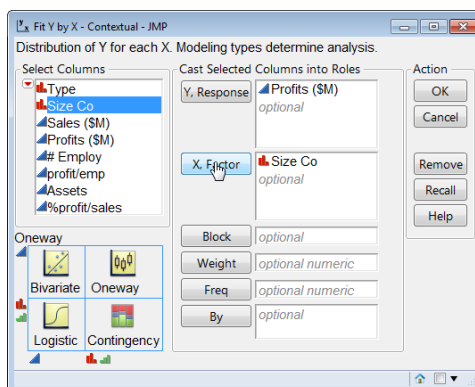 Fit Y by X - Contextual - JMP
Distribution of Y for each X. Modeling types determine analysis.
Select Columns
Type
Size Co
Sales ($M)
Profits ($M)
# Employ
profit/emp
Assets
%profit/sales
Oneway
Bivariate Oneway
Logistic Contingency
Cast Selected Columns into Roles
Y, Response
Profits ($M)
optional
X, Factor
Size Co
optional
Block optional
Weight optional numeric
Freq optional numeric
By optional
Action
OK
Cancel
Remove
Recall
Help